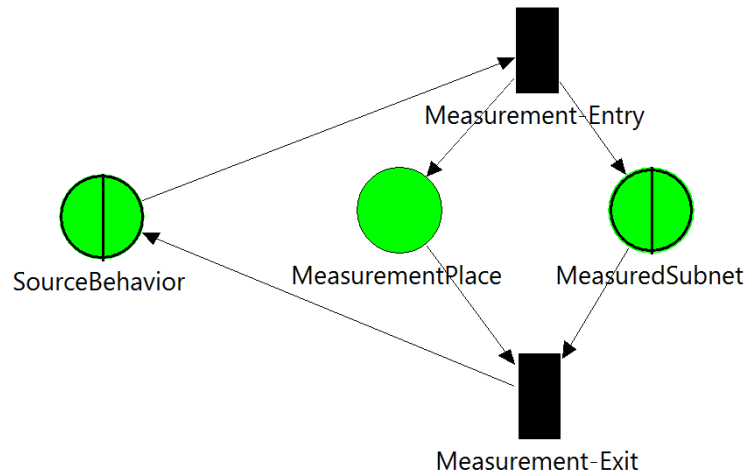 Measurement-Entry
SourceBehavior
MeasurementPlace
MeasuredSubnet
Measurement-Exit